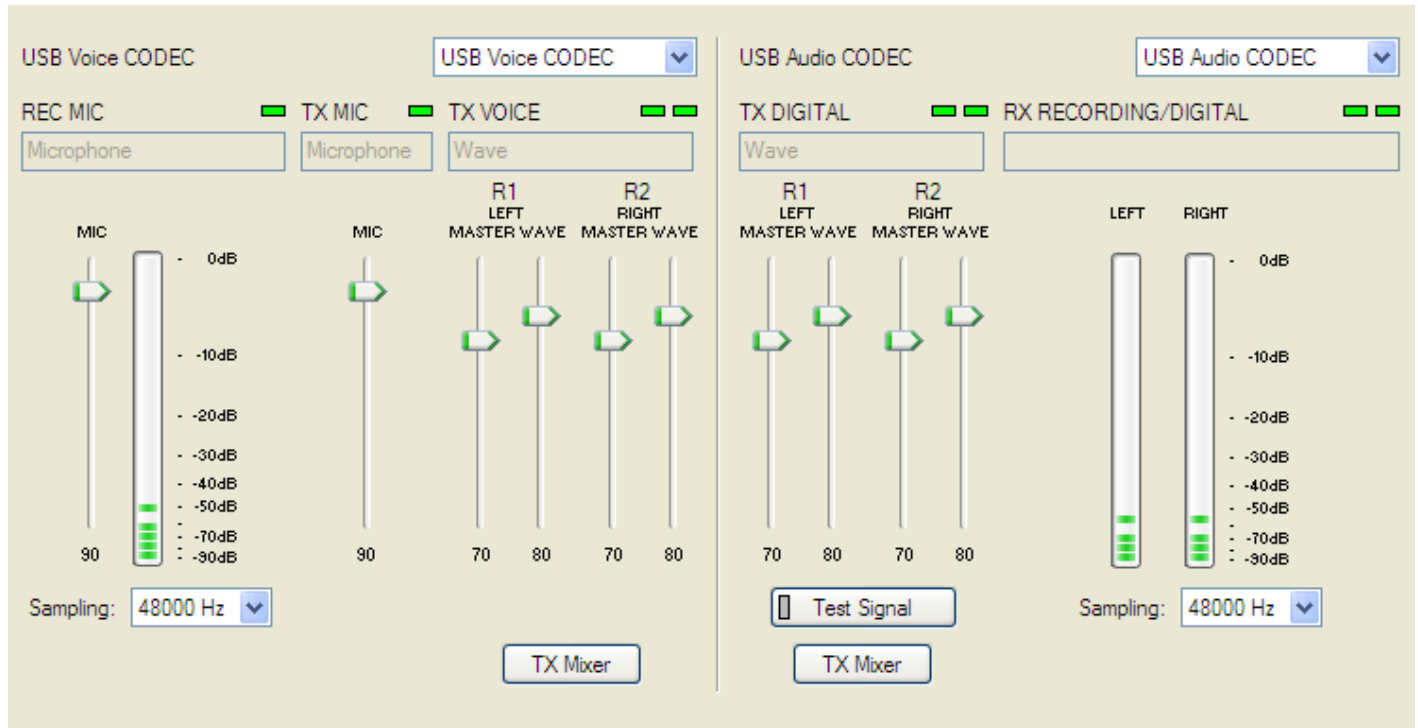 USB Voice CODEC USB Voice CODEC USB Audio CODEC USB Audio CODEC
REC MIC TX MIC TX VOICE TX DIGITAL RX RECORDING/DIGITAL
Microphone Microphone Wave Wave
R1 R2 R1 R2
LEFT RIGHT LEFT RIGHT LEFT RIGHT
MIC MIC MASTER WAVE MASTER WAVE MASTER WAVE MASTER WAVE
- 0dB - 0dB
- -10dB - -10dB
- -20dB - -20dB
- -30dB - -30dB
- -40dB - -40dB
- -50dB - -50dB
- -70dB - -70dB
90 - -90dB 90 70 80 70 80 70 80 70 80 - -90dB
Sampling: 48000 Hz Test Signal Sampling: 48000 Hz
TX Mixer TX Mixer